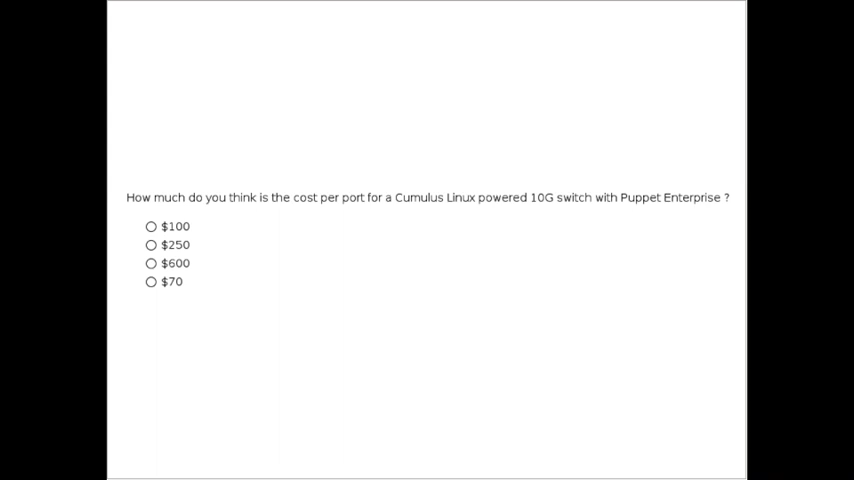 How much do you think is the cost per port for a Cumulus Linux powered 10G switch with Puppet Enterprise ?
$100
$250
$600
$70